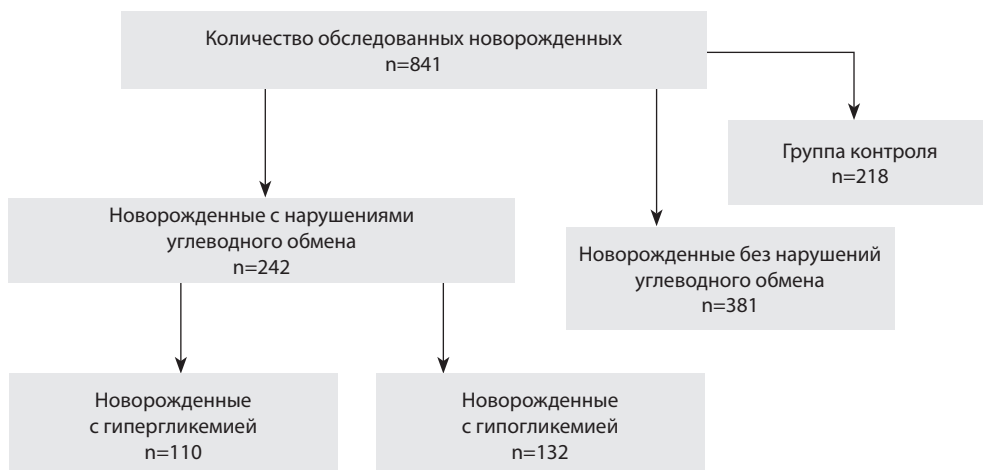 Количество обследованных новорожденных
n=841
Группа контроля
n=218
Новорожденные с нарушениями
углеводного обмена
n=242
Новорожденные без нарушений
углеводного обмена
n=381
Новорожденные
с гипергликемией
n=110
Новорожденные
с гипогликемией
n=132